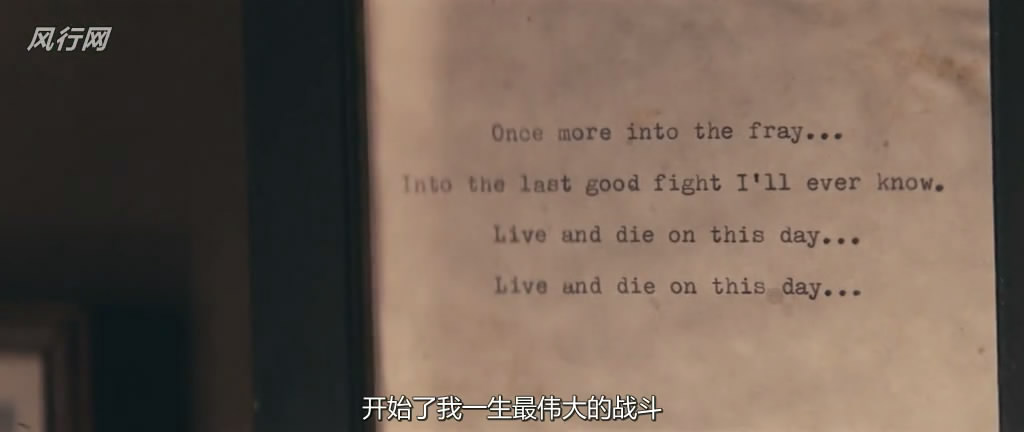 风行网
Once more into the fray...
Into the last good fight I'll ever know.
Live and die on this day...
Live and die on this day...
开始了我一生最伟大的战斗